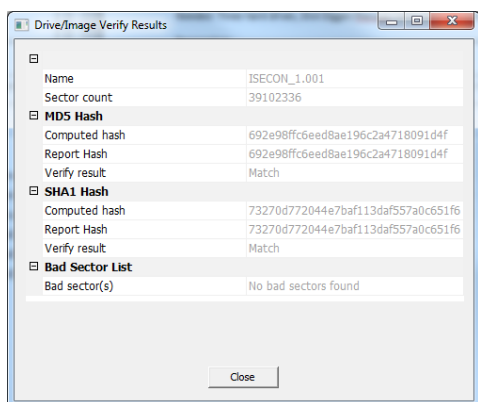 Drive/Image Verify Results
Name ISECON_1.001
Sector count 39102336
MD5 Hash
Computed hash 692e98ffc6eed8ae196c2a4718091d4f
Report Hash 692e98ffc6eed8ae196c2a4718091d4f
Verify result Match
SHA1 Hash
Computed hash 73270d772044e7baf113daf557a0c651f6
Report Hash 73270d772044e7baf113daf557a0c651f6
Verify result Match
Bad Sector List
Bad sector(s) No bad sectors found
Close